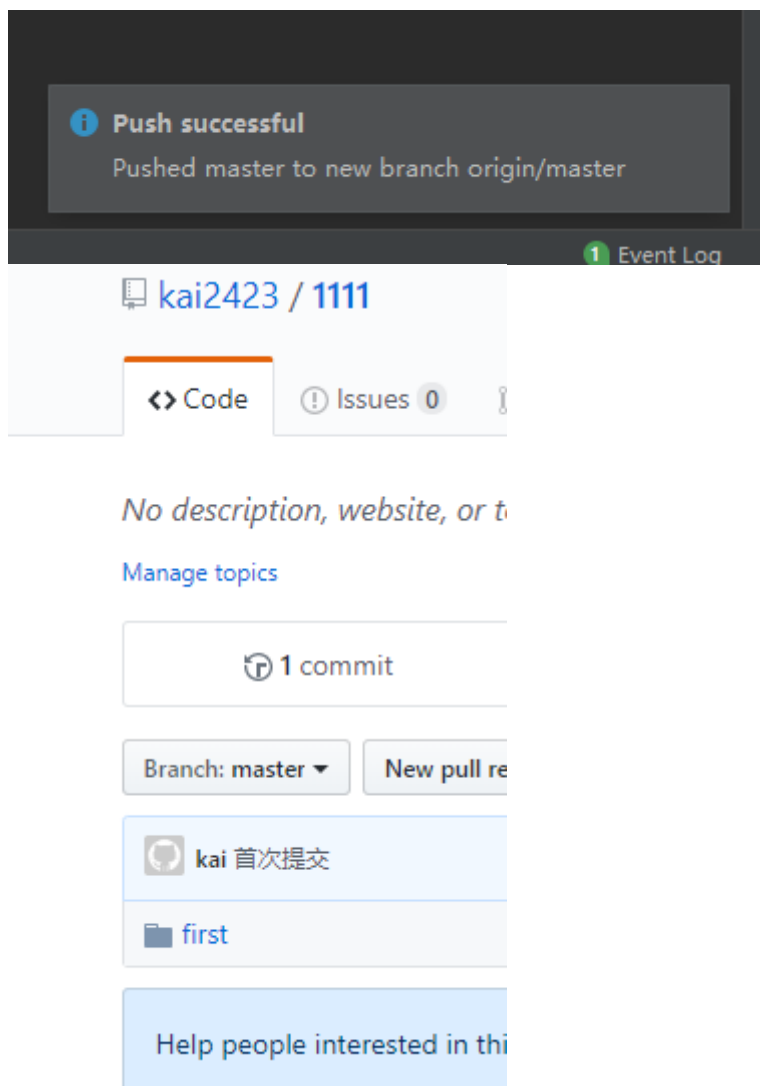 Push successful
Pushed master to new branch origin/master
1 Event Log
kai2423 / 1111
Code Issues 0
No description, website, or
Manage topics
1 commit
Branch: master New pull
kai 首次提交
first
Help people interested in